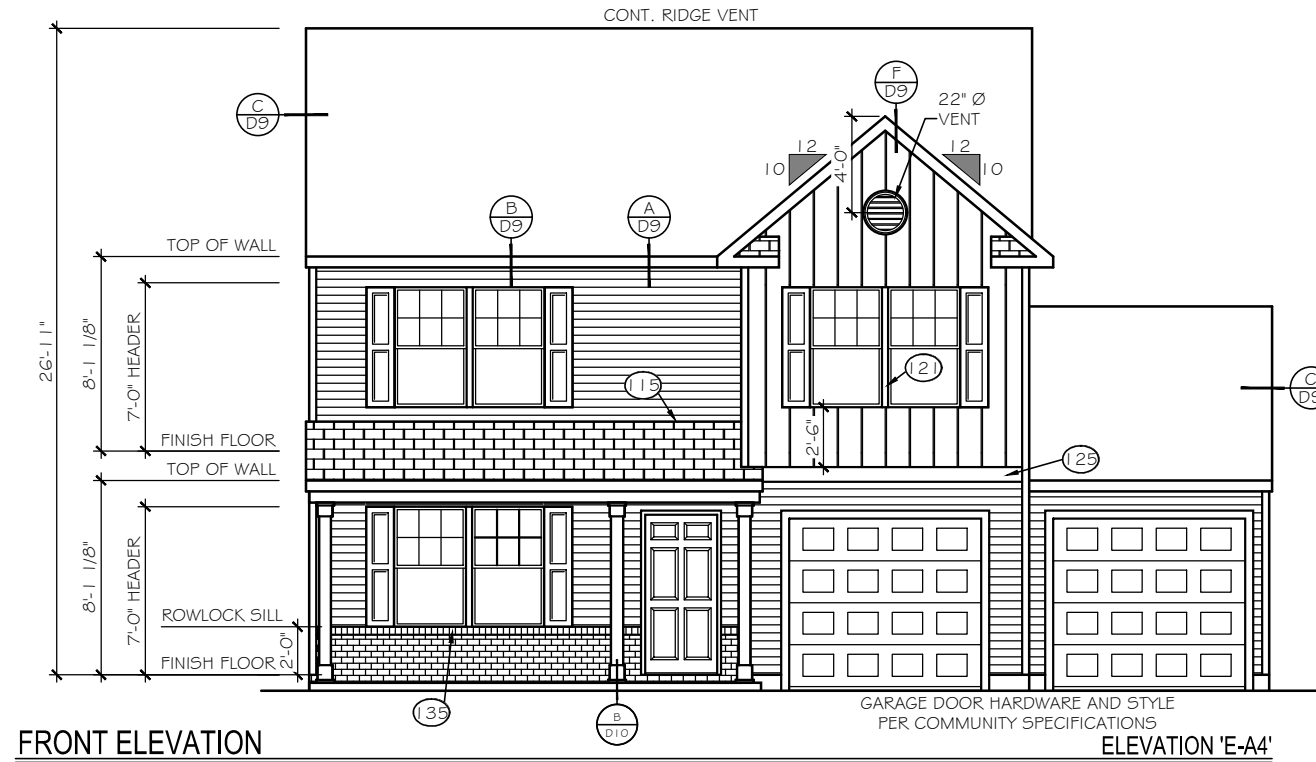 CONT. RIDGE VENT
F
D9
22" Ø
VENT
C
D9
12
12
10
10
4'-0"
B
D9
A
D9
TOP OF WALL
26'-11"
8'-1 1/8"
7'-0" HEADER
115
121
C
D9
FINISH FLOOR
2'-6"
TOP OF WALL
125
8'-1 1/8"
7'-0" HEADER
ROWLOCK SILL
2'-0"
FINISH FLOOR
135
B
D10
GARAGE DOOR HARDWARE AND STYLE
PER COMMUNITY SPECIFICATIONS
FRONT ELEVATION
ELEVATION 'E-A4'